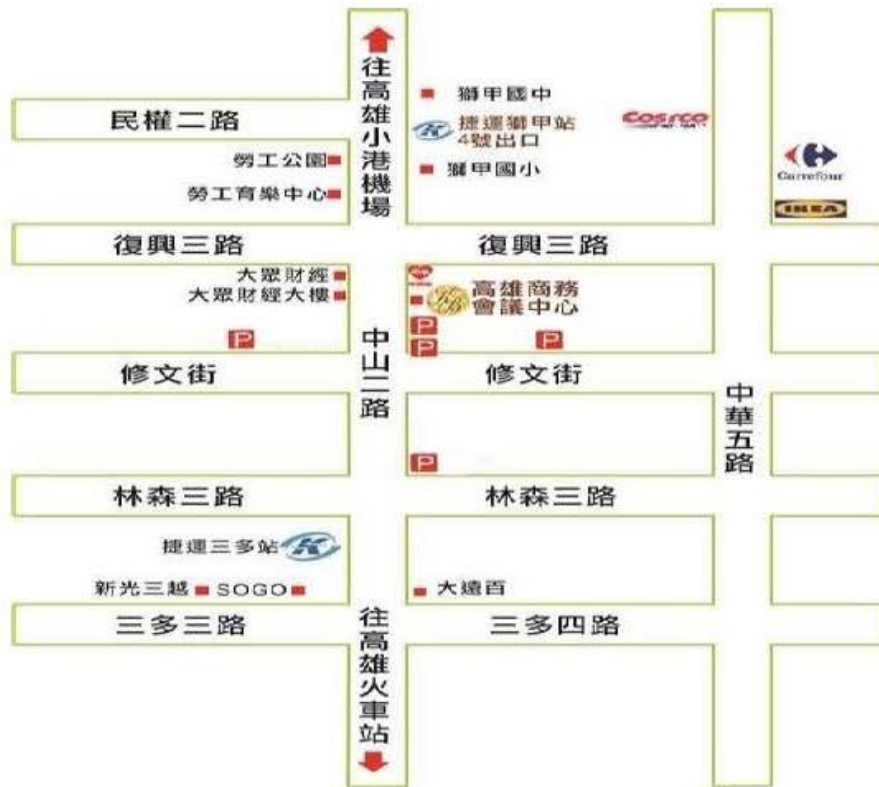 往高雄小港機場
獅甲國中
民權二路
捷運獅甲站
4號出口
COSTCO
勞工公園
獅甲國小
Carrefour
勞工育樂中心
IKEA
復興三路
復興三路
大眾財經
大眾財經大樓
高雄商務
會議中心
P
P
P
P
中山二路
修文街
修文街
中華五路
P
林森三路
林森三路
捷運三多站
新光三越
SOGO
大遠百
三多三路
三多四路
往高雄火車站